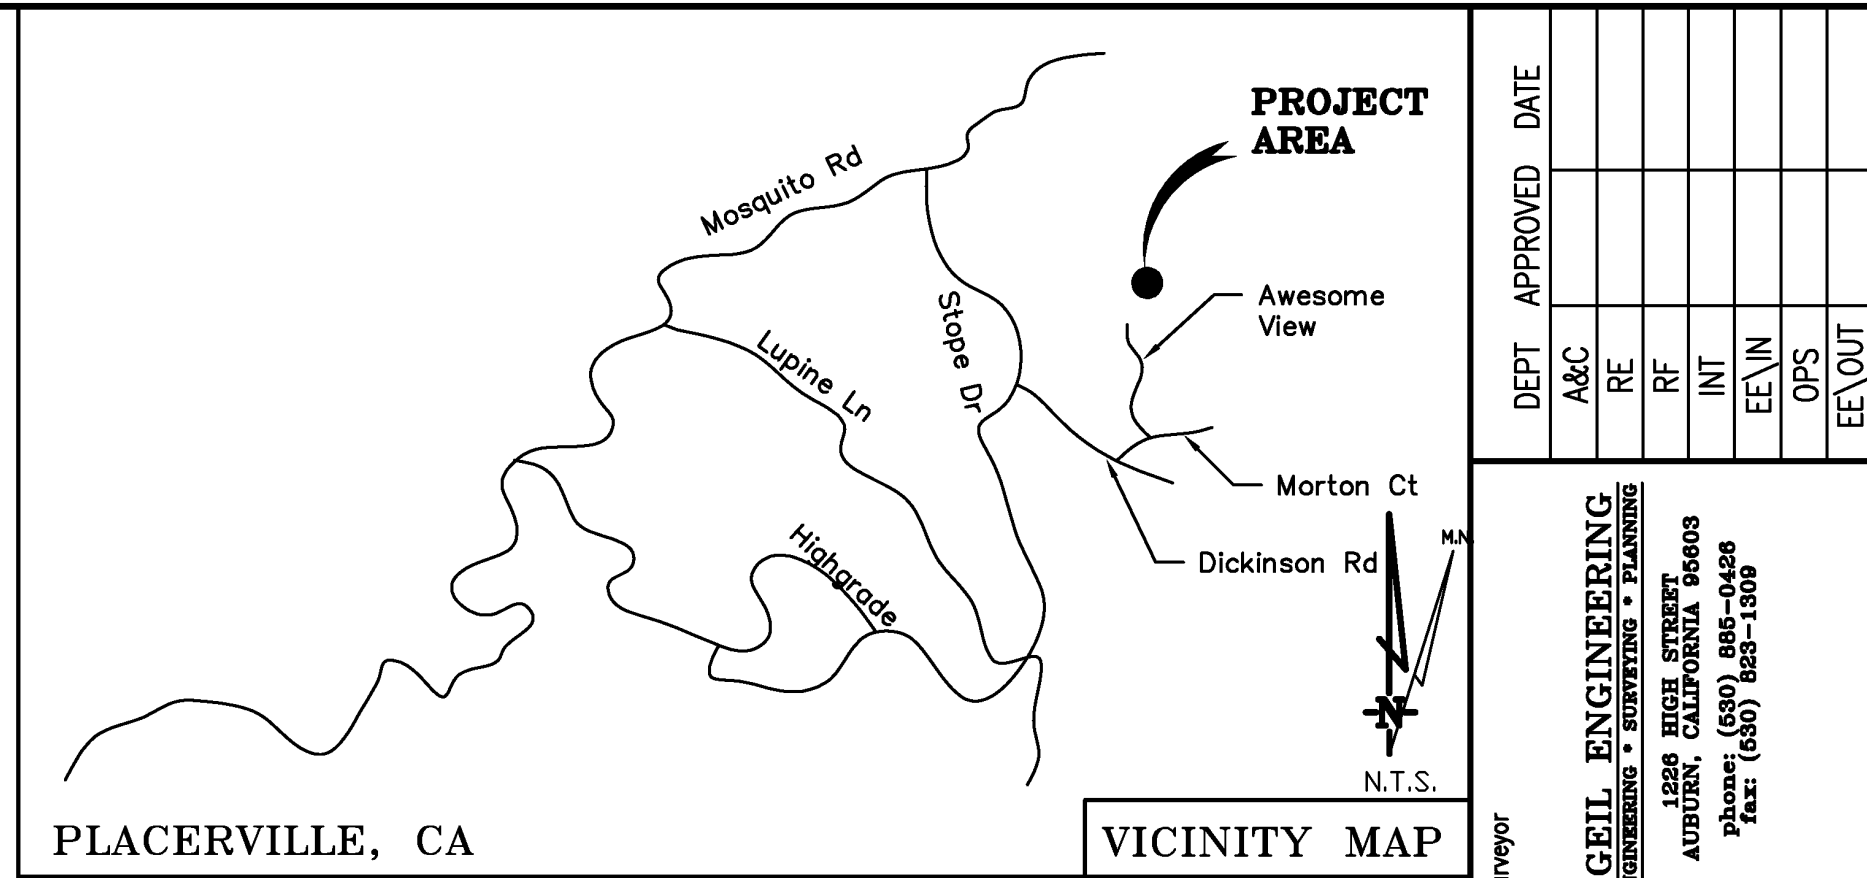 PROJECT
AREA
Mosquito Rd
Awesome
View
Stope Dr
Lupine Ln
Morton Ct
Highgrade
Dickinson Rd
M.N
N
N.T.S.
PLACERVILLE, CA
VICINITY MAP
DEPT APPROVED DATE
A&C
RE
RF
INT
EE\IN
OPS
EE\OUT
GEIL ENGINEERING
GINEERING * SURVEYING * PLANNING
1226 HIGH STREET
AUBURN, CALIFORNIA 95603
phone: (530) 885-0426
fax: (530) 823-1309
rveyor